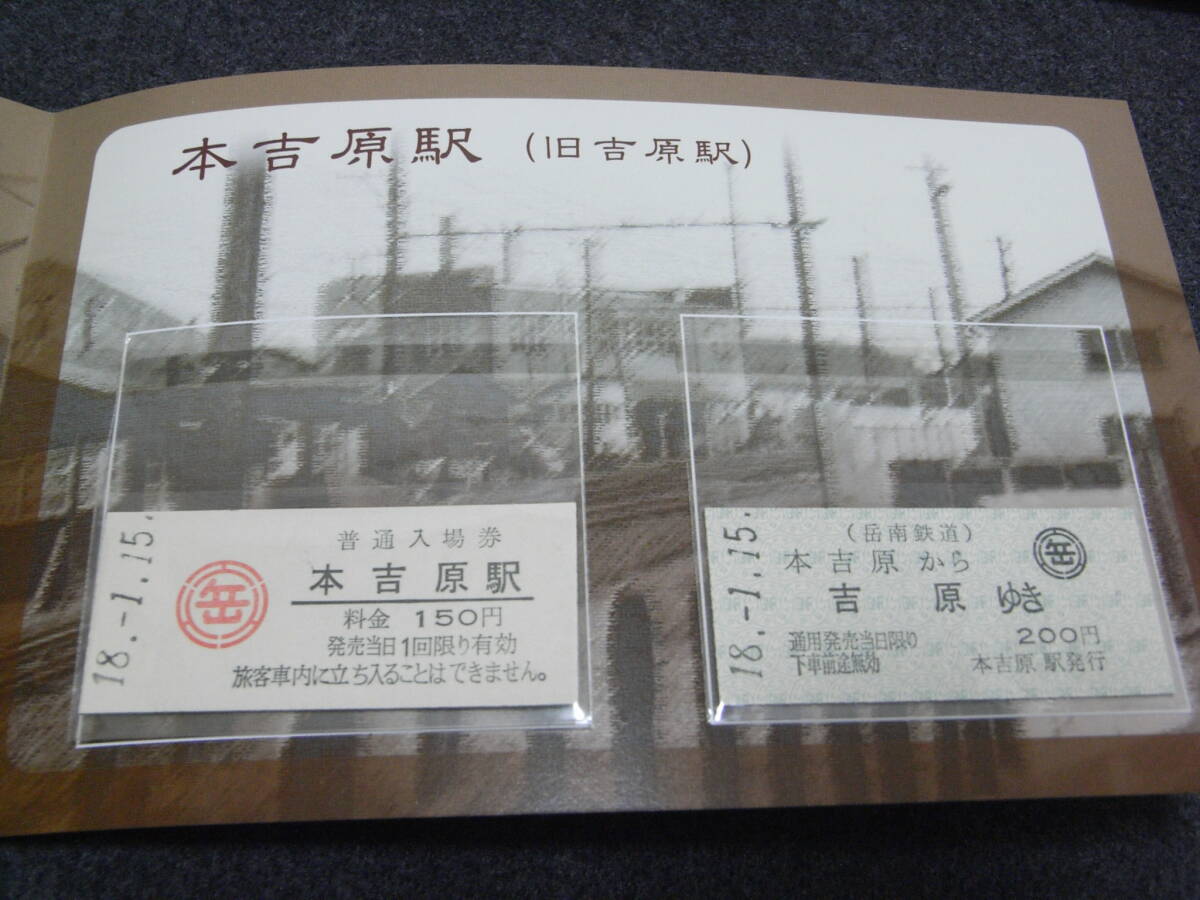 本吉原駅 (旧吉原駅)
18.-1.15.
普通入場券
岳
本吉原駅
料金 150円
発売当日1回限り有効
旅客車内に立ち入ることはできません。
18.-1.15.
(岳南鉄道)
岳
本吉原から
吉原ゆき
通用発売当日限り
下車前途無効
200円
本吉原駅発行